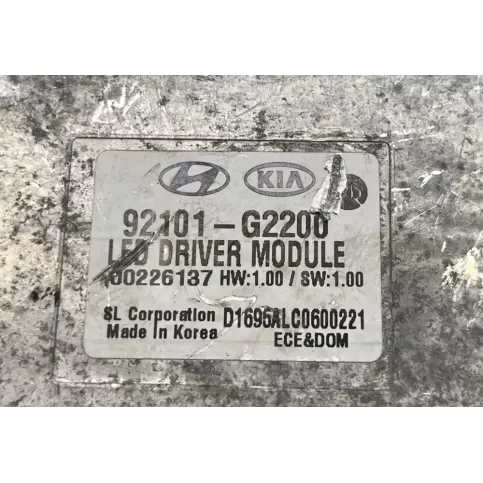 KIA
92101-G2200
LED DRIVER MODULE
00226137 HW:1.00 / SW:1.00
SL Corporation D1695ALC0600221
Made In Korea ECE&DOM